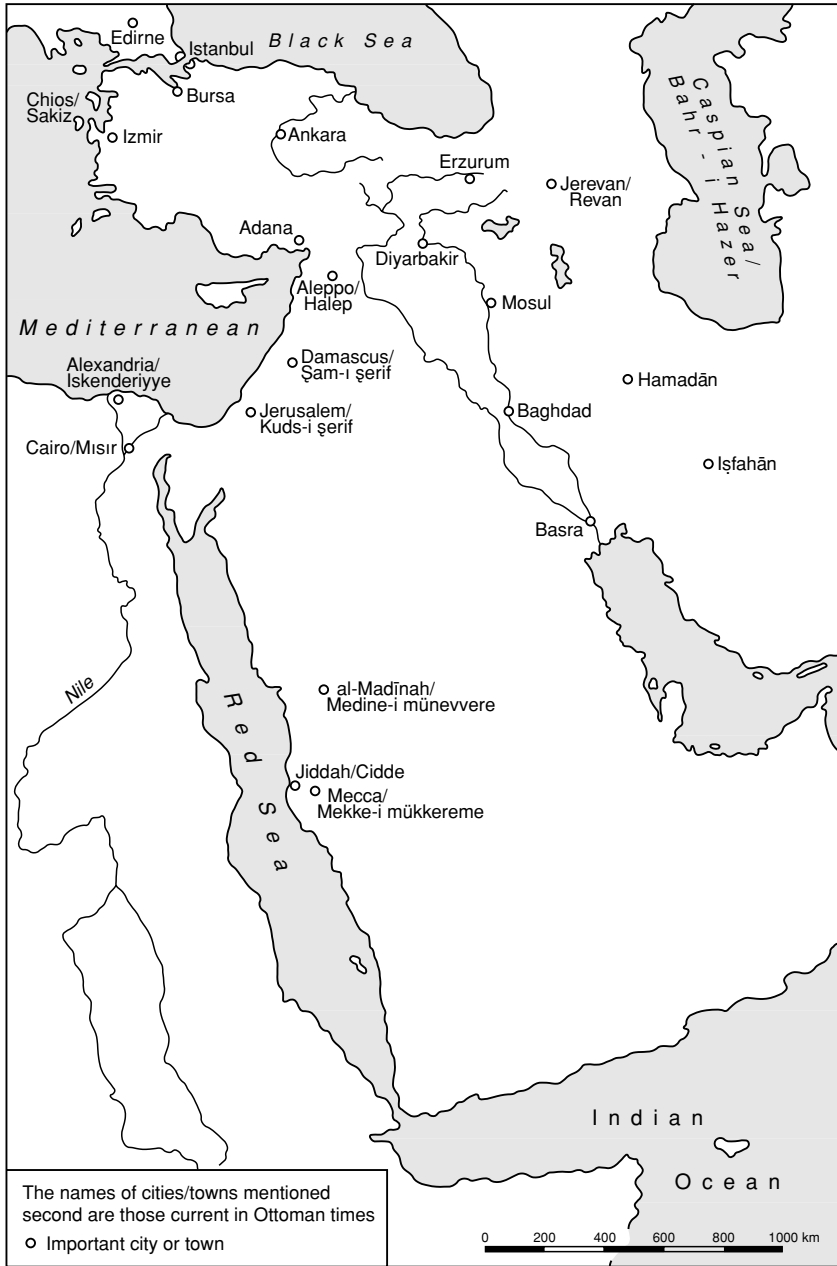 Edirne
Istanbul
Black Sea
Chios/
Sakiz
Bursa
Izmir
Ankara
Erzurum
Jerevan/
Revan
Caspian Sea/
Bahr-i Hazer
Adana
Diyarbakir
Aleppo/
Halep
Mosul
Mediterranean
Damascus/
Şam-ı şerif
Alexandria/
Iskenderiyye
Hamadān
Jerusalem/
Kuds-i şerif
Baghdad
Cairo/Mısır
Işfahān
Basra
Nile
al-Madīnah/
Medine-i münevvere
Red Sea
Jiddah/Cidde
Mecca/
Mekke-i mükkereme
Indian
Ocean
The names of cities/towns mentioned
second are those current in Ottoman times
Important city or town
0 200 400 600 800 1000 km